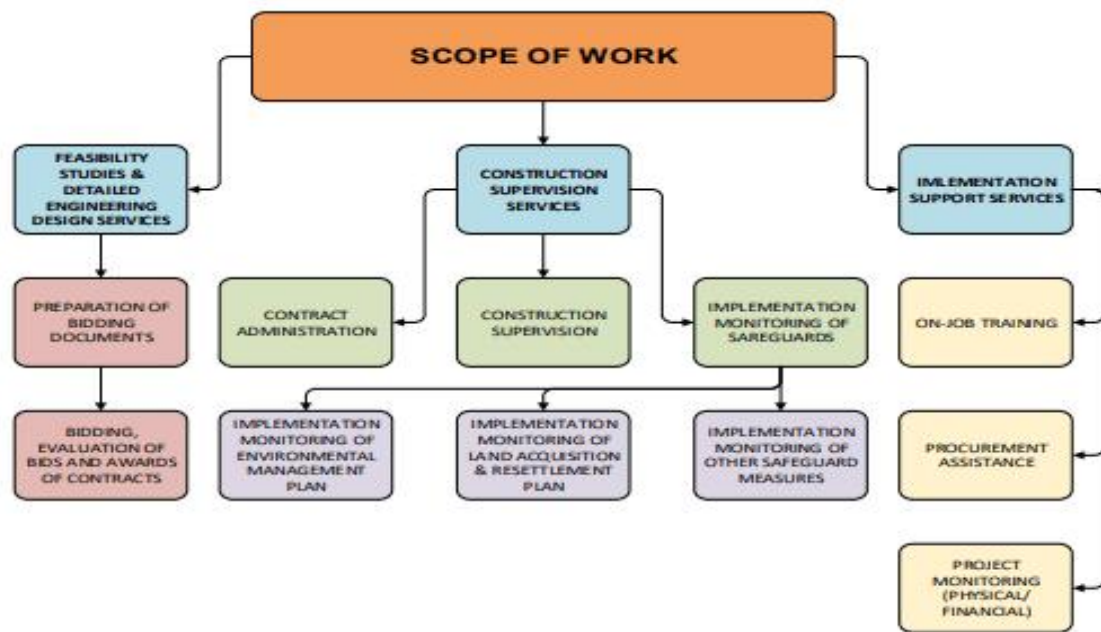 SCOPE OF WORK
FEASIBILITY
STUDIES &
DETAILED
ENGINEERING
DESIGN SERVICES
CONSTRUCTION
SUPERVISION
SERVICES
IMLEMENTATION
SUPPORT SERVICES
PREPARATION OF
BIDDING
DOCUMENTS
CONTRACT
ADMINISTRATION
CONSTRUCTION
SUPERVISION
IMPLEMENTATION
MONITORING OF
SAREGUARDS
ON-JOB TRAINING
BIDDING,
EVALUATION OF
BIDS AND AWARDS
OF CONTRACTS
IMPLEMENTATION
MONITORING OF
ENVIRONMENTAL
MANAGEMENT
PLAN
IMPLEMENTATION
MONITORING OF
LAND ACQUISITION
& RESETTLEMENT
PLAN
IMPLEMENTATION
MONITORING OF
OTHER SAFEGUARD
MEASURES
PROCUREMENT
ASSISTANCE
PROJECT
MONITORING
(PHYSICAL/
FINANCIAL)